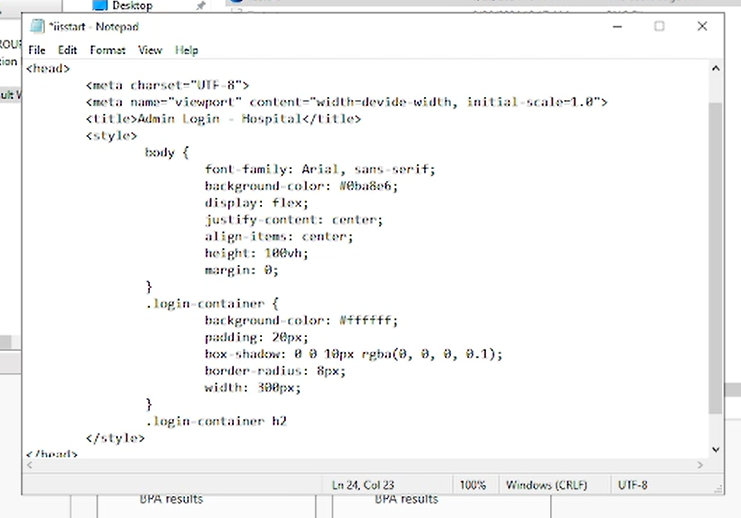 Desktop
*iisstart - Notepad
File Edit Format View Help
<head>
<meta charset="UTF-8">
<meta name="viewport" content="width=devide-width, initial-scale=1.0">
<title>Admin Login - Hospital</title>
<style>
body {
font-family: Arial, sans-serif;
background-color: #0ba8e6;
display: flex;
justify-content: center;
align-items: center;
height: 100vh;
margin: 0;
}
.login-container {
background-color: #ffffff;
padding: 20px;
box-shadow: 0 0 10px rgba(0, 0, 0, 0.1);
border-radius: 8px;
width: 300px;
}
.login-container h2
</style>
</head>
Ln 24, Col 23 100% Windows (CRLF) UTF-8
BPA results BPA results